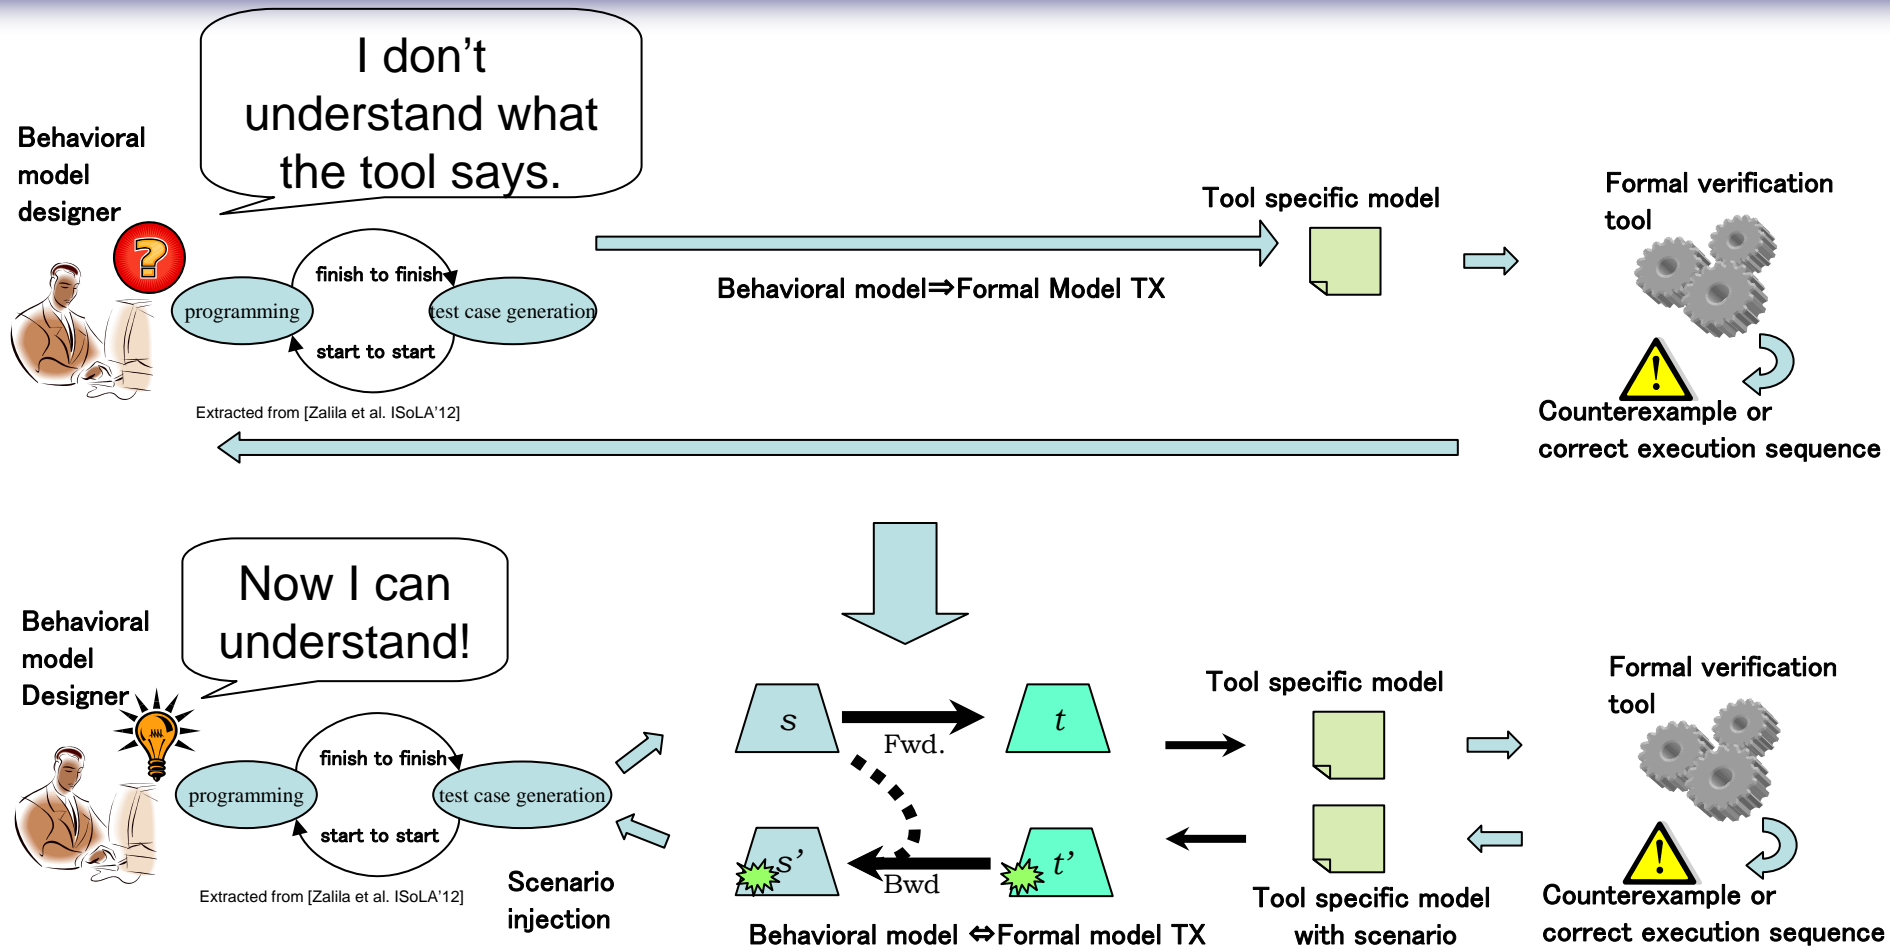 I don't
understand what
the tool says.
Behavioral
model
designer
?
finish to finish
programming
test case generation
start to start
Extracted from [Zalila et al. ISoLA'12]
Behavioral model⇒Formal Model TX
Tool specific model
Formal verification
tool
!
Counterexample or
correct execution sequence
Now I can
understand!
Behavioral
model
Designer
finish to finish
programming
test case generation
start to start
Extracted from [Zalila et al. ISoLA'12]
Scenario
injection
s
Fwd.
t
s’
Bwd
t’
Behavioral model ⇔Formal model TX
Tool specific model
Tool specific model
with scenario
Formal verification
tool
!
Counterexample or
correct execution sequence